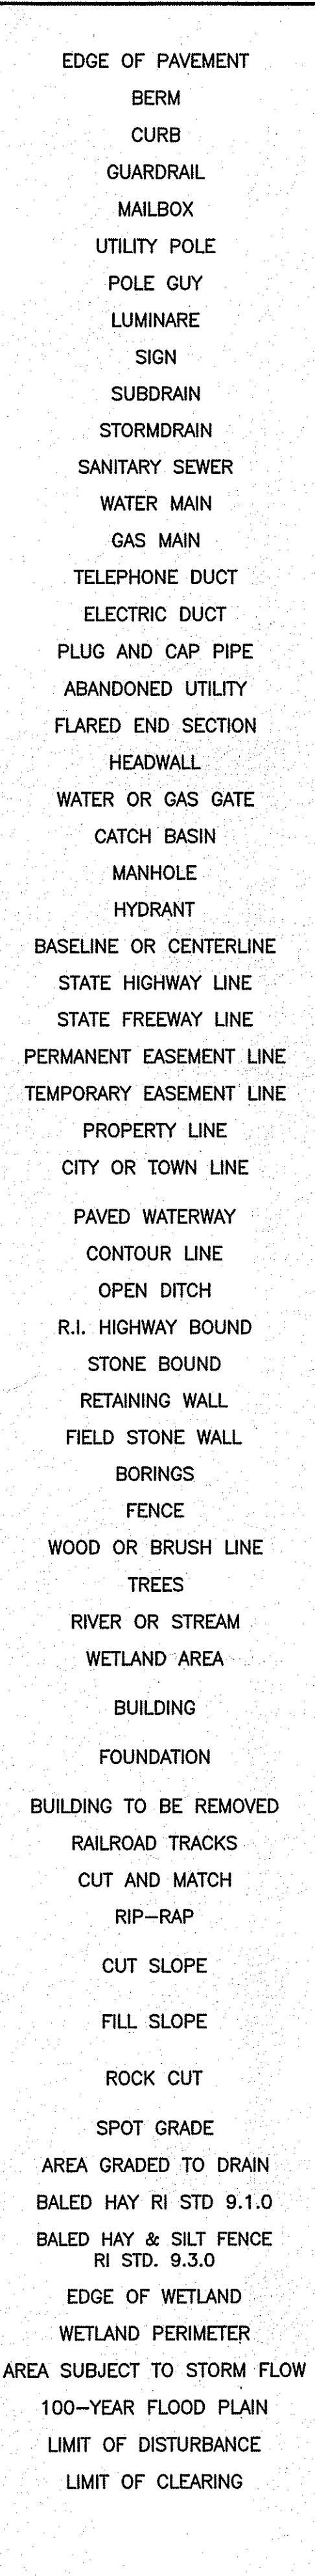 EDGE OF PAVEMENT
BERM
CURB
GUARDRAIL
MAILBOX
UTILITY POLE
POLE GUY
LUMINARE
SIGN
SUBDRAIN
STORMDRAIN
SANITARY SEWER
WATER MAIN
GAS MAIN
TELEPHONE DUCT
ELECTRIC DUCT
PLUG AND CAP PIPE
ABANDONED UTILITY
FLARED END SECTION
HEADWALL
WATER OR GAS GATE
CATCH BASIN
MANHOLE
HYDRANT
BASELINE OR CENTERLINE
STATE HIGHWAY LINE
STATE FREEWAY LINE
PERMANENT EASEMENT LINE
TEMPORARY EASEMENT LINE
PROPERTY LINE
CITY OR TOWN LINE
PAVED WATERWAY
CONTOUR LINE
OPEN DITCH
R.I. HIGHWAY BOUND
STONE BOUND
RETAINING WALL
FIELD STONE WALL
BORINGS
FENCE
WOOD OR BRUSH LINE
TREES
RIVER OR STREAM
WETLAND AREA
BUILDING
FOUNDATION
BUILDING TO BE REMOVED
RAILROAD TRACKS
CUT AND MATCH
RIP-RAP
CUT SLOPE
FILL SLOPE
ROCK CUT
SPOT GRADE
AREA GRADED TO DRAIN
BALED HAY RI STD 9.1.0
BALED HAY & SILT FENCE
RI STD. 9.3.0
EDGE OF WETLAND
WETLAND PERIMETER
AREA SUBJECT TO STORM FLOW
100-YEAR FLOOD PLAIN
LIMIT OF DISTURBANCE
LIMIT OF CLEARING